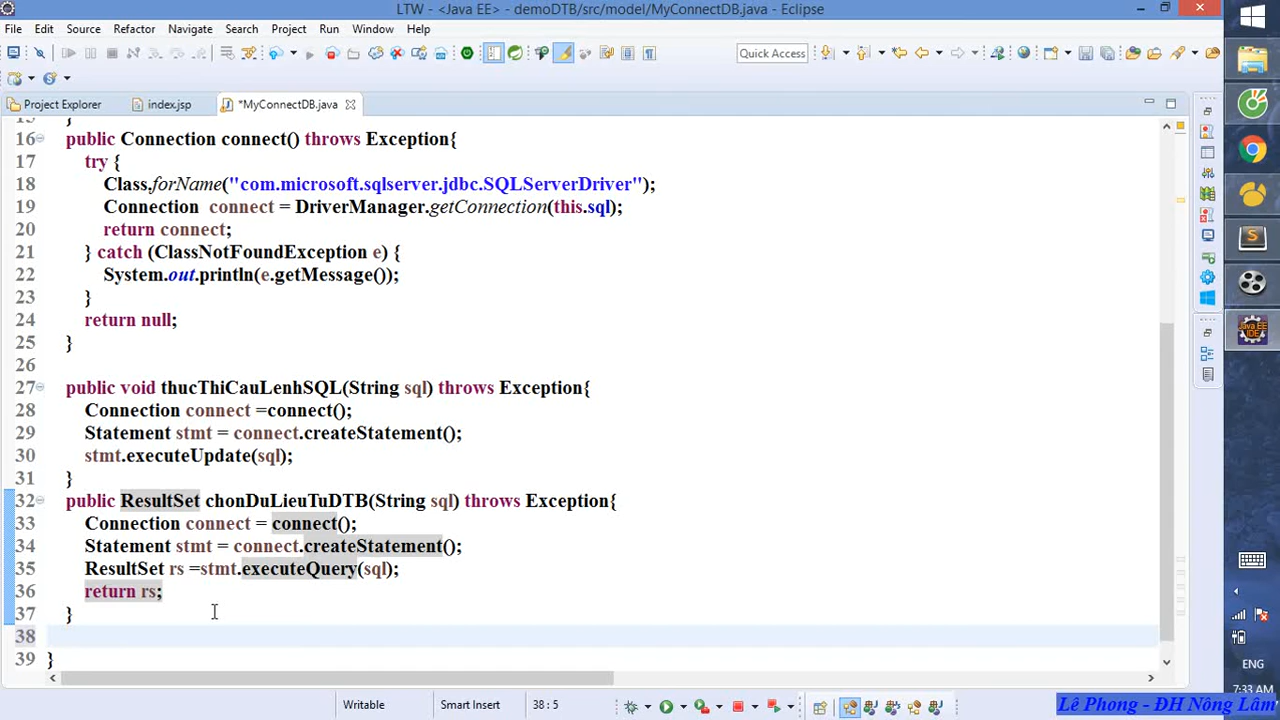 LTW - <Java EE> - demoDTB/src/model/MyConnectDB.java - Eclipse
File Edit Source Refactor Navigate Search Project Run Window Help
Quick Access
Project Explorer index.jsp *MyConnectDB.java
15 }
16 public Connection connect() throws Exception{
17 try {
18 Class.forName("com.microsoft.sqlserver.jdbc.SQLServerDriver");
19 Connection connect = DriverManager.getConnection(this.sql);
20 return connect;
21 } catch (ClassNotFoundException e) {
22 System.out.println(e.getMessage());
23 }
24 return null;
25 }
26
27 public void thucThiCauLenhSQL(String sql) throws Exception{
28 Connection connect =connect();
29 Statement stmt = connect.createStatement();
30 stmt.executeUpdate(sql);
31 }
32 public ResultSet chonDuLieuTuDTB(String sql) throws Exception{
33 Connection connect = connect();
34 Statement stmt = connect.createStatement();
35 ResultSet rs =stmt.executeQuery(sql);
36 return rs;
37 }
38
39 }
Writable Smart Insert 38 : 5
Java EE IDE
ENG
7:33 AM
Lê Phong - ĐH Nông Lâm